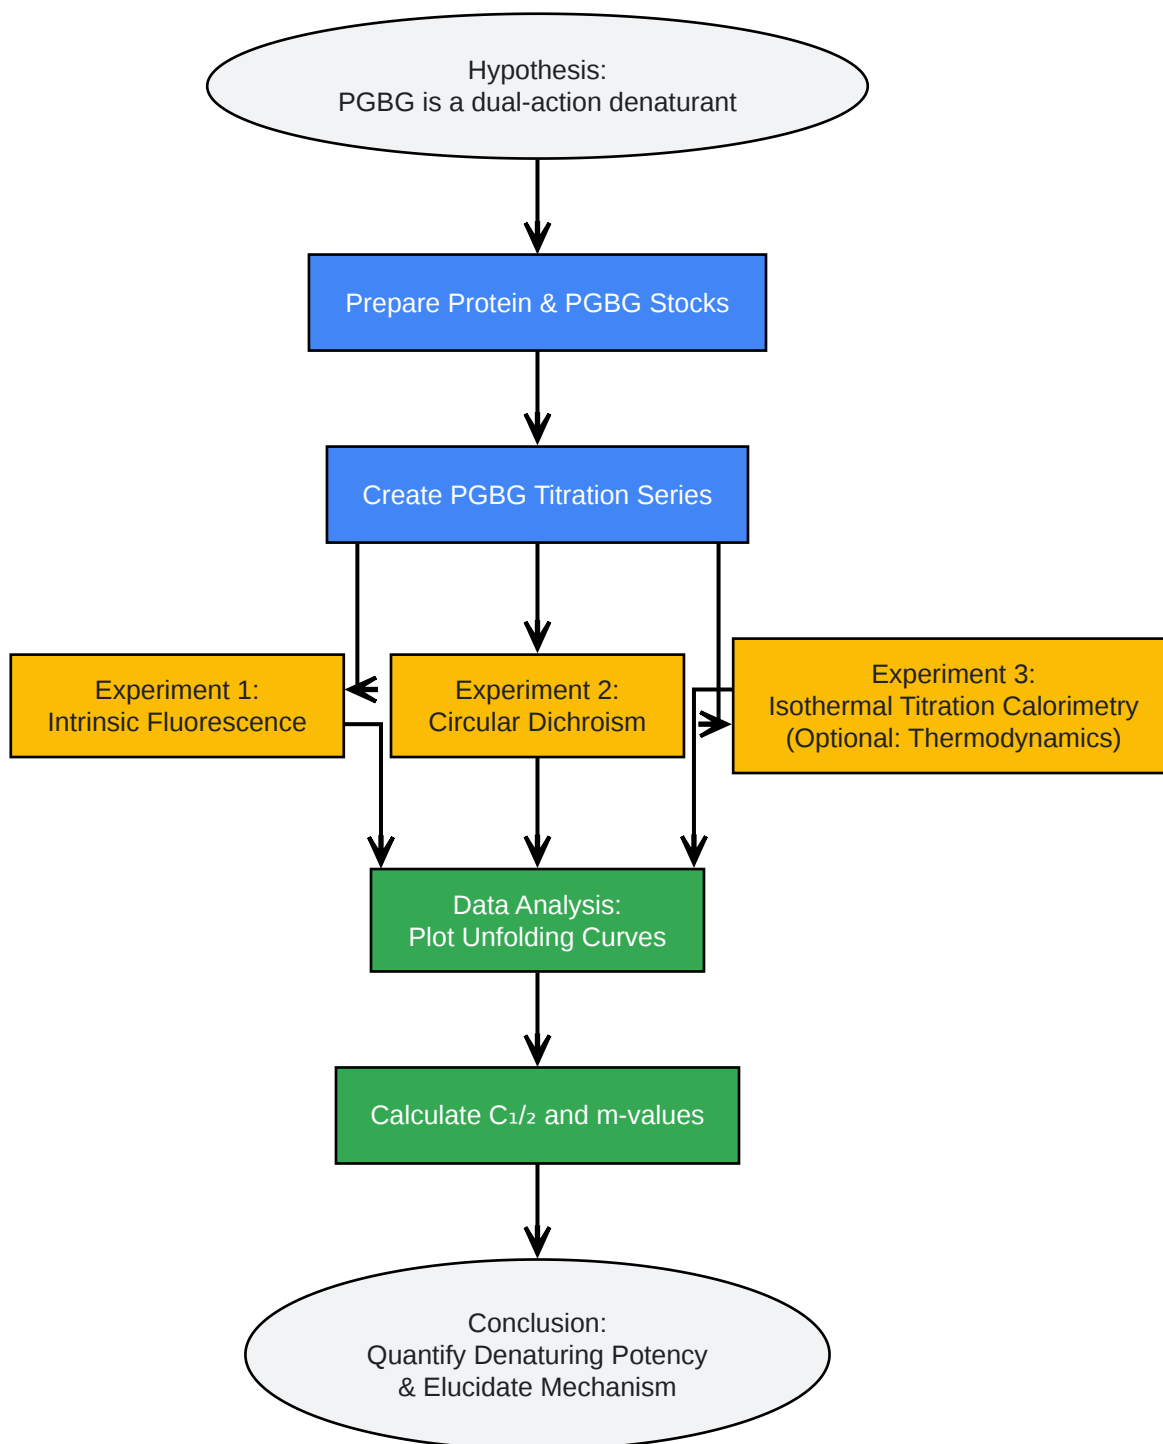 Hypothesis:
PGBG is a dual-action denaturant
Prepare Protein & PGBG Stocks
Create PGBG Titration Series
Experiment 1:
Intrinsic Fluorescence
Experiment 2:
Circular Dichroism
Experiment 3:
Isothermal Titration Calorimetry
(Optional: Thermodynamics)
Data Analysis:
Plot Unfolding Curves
Calculate C₁/₂ and m-values
Conclusion:
Quantify Denaturing Potency
& Elucidate Mechanism